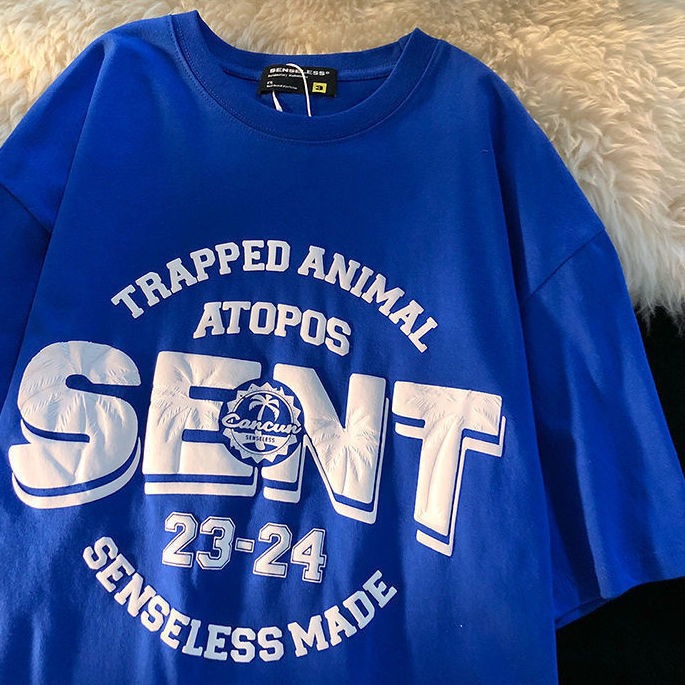 SENSELESS®
TRAPPED ANIMAL
ATOPOS
SENT
Cancun
SENSELESS
23-24
SENSELESS MADE